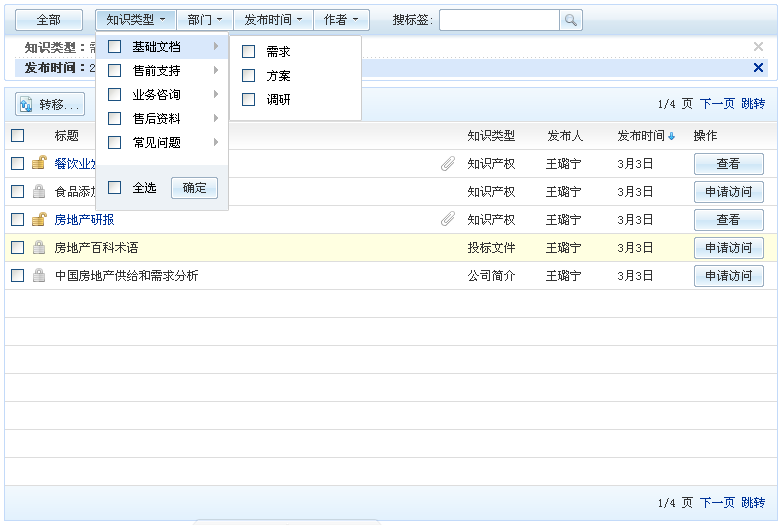 全部 知识类型 部门 发布时间 作者 搜标签:
知识类型：需
发布时间：2
基础文档
售前支持
业务咨询
售后资料
常见问题
全选 确定
需求
方案
调研
转移... 1/4 页 下一页 跳转
标题 知识类型 发布人 发布时间 操作
餐饮业发 知识产权 王璐宁 3月3日 查看
食品添加 知识产权 王璐宁 3月3日 申请访问
房地产研报 知识产权 王璐宁 3月3日 查看
房地产百科术语 投标文件 王璐宁 3月3日 申请访问
中国房地产供给和需求分析 公司简介 王璐宁 3月3日 申请访问
1/4 页 下一页 跳转